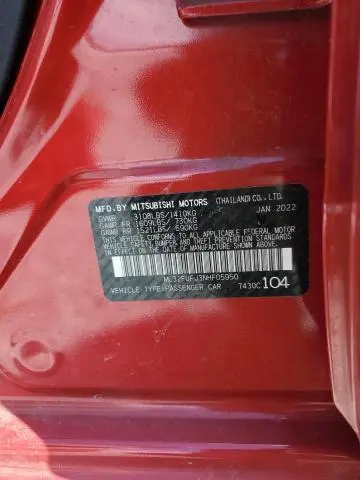 MFD.BY MITSUBISHI MOTORS (THAILAND) CO., LTD.
GVWR 3108LBS/1410KG JAN 2022
GAWR FR 1609LBS/ 730KG
GAWR RR 1521LBS/ 690KG
THIS VEHICLE CONFORMS TO ALL APPLICABLE FEDERAL MOTOR
VEHICLE SAFETY, BUMPER AND THEFT PREVENTION STANDARDS
IN EFFECT ON THE DATE OF MANUFACTURE SHOWN ABOVE.
ML32FUFJ3NHF05950
VEHICLE TYPE:PASSENGER CAR 7430C 104